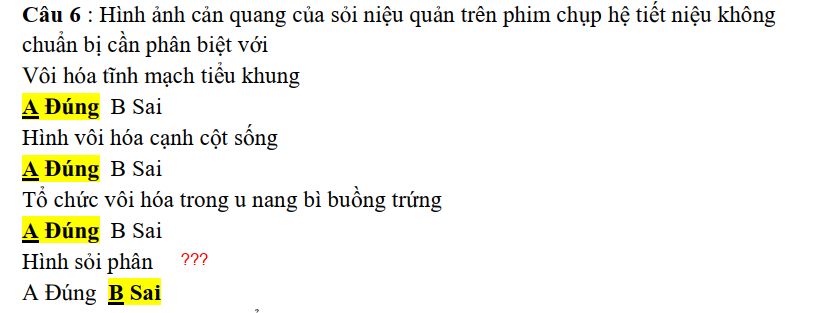 Câu 6 : Hình ảnh cản quang của sỏi niệu quản trên phim chụp hệ tiết niệu không
chuẩn bị cần phân biệt với
Vôi hóa tĩnh mạch tiểu khung
A Đúng B Sai
Hình vôi hóa cạnh cột sống
A Đúng B Sai
Tổ chức vôi hóa trong u nang bì buồng trứng
A Đúng B Sai
Hình sỏi phân ???
A Đúng B Sai